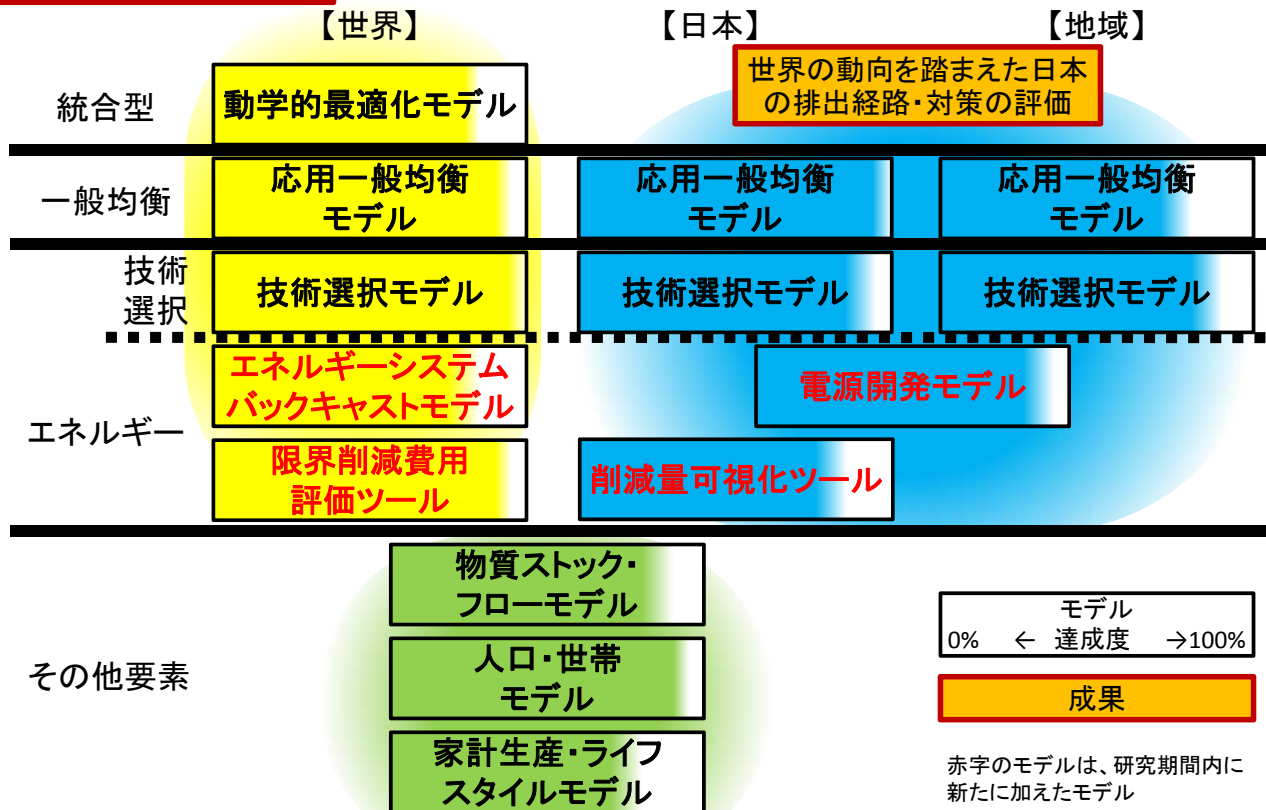 【世界】
【日本】
【地域】
統合型
動学的最適化モデル
世界の動向を踏まえた日本
の排出経路・対策の評価
一般均衡
応用一般均衡
モデル
応用一般均衡
モデル
応用一般均衡
モデル
技術
選択
技術選択モデル
技術選択モデル
技術選択モデル
エネルギー
エネルギーシステム
バックキャストモデル
電源開発モデル
限界削減費用
評価ツール
削減量可視化ツール
その他要素
物質ストック・
フローモデル
人口・世帯
モデル
家計生産・ライフ
スタイルモデル
モデル
0% ← 達成度 →100%
成果
赤字のモデルは、研究期間内に
新たに加えたモデル